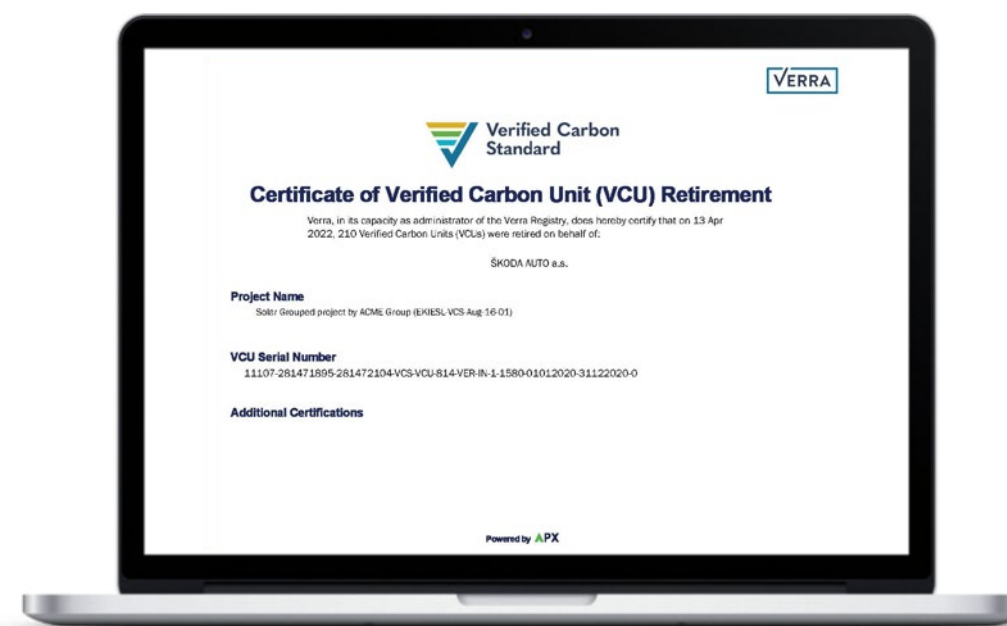 VERRA
Verified Carbon
Standard
Certificate of Verified Carbon Unit (VCU) Retirement
Verra, in its capacity as administrator of the Verra Registry, does hereby certify that on 13 Apr
2022, 210 Verified Carbon Units (VCUs) were retired on behalf of:
ŠKODA AUTO a.s.
Project Name
Solar Grouped project by ACME Group (EKIESL-VCS-Aug-16-01)
VCU Serial Number
11107-281471895-281472104-VCS-VCU-814-VER-IN-1-1580-01012020-31122020-0
Additional Certifications
Powered by APX